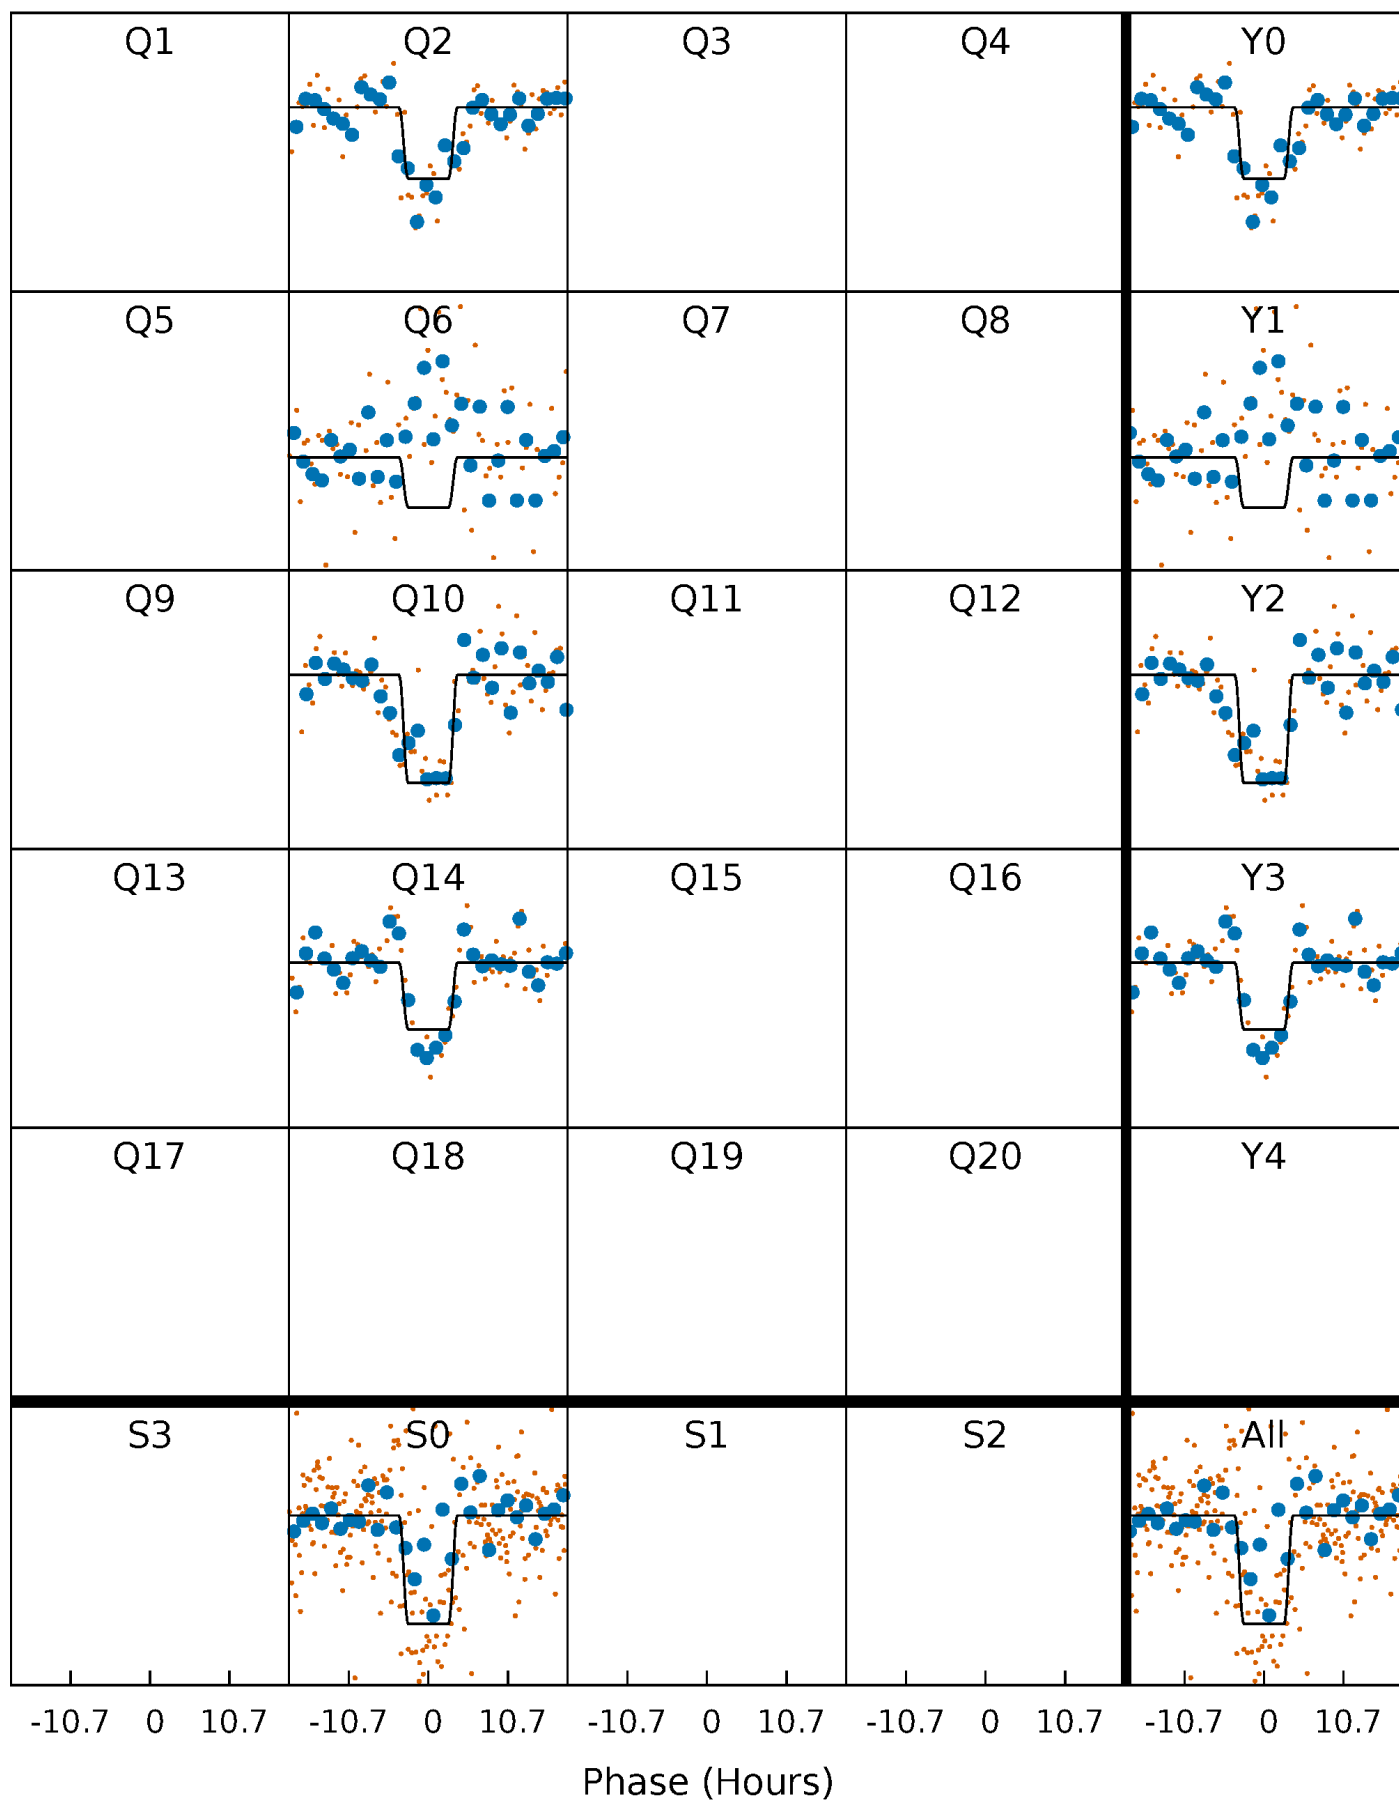 Q1 Q2 Q3 Q4 Y0
Q5 Q6 Q7 Q8 Y1
Q9 Q10 Q11 Q12 Y2
Q13 Q14 Q15 Q16 Y3
Q17 Q18 Q19 Q20 Y4
S3 S0 S1 S2 All
-10.7 0 10.7 -10.7 0 10.7 -10.7 0 10.7 -10.7 0 10.7 -10.7 0 10.7
Phase (Hours)